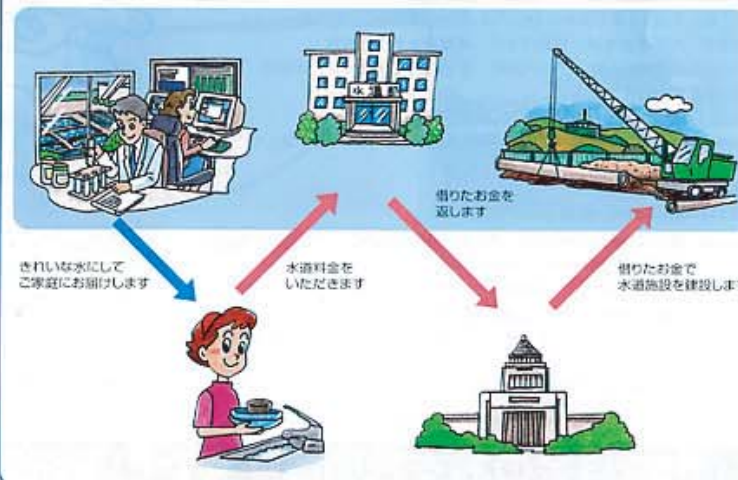 水道
借りたお金を
返します
きれいな水にして
ご家庭にお届けします
水道料金を
いただきます
借りたお金で
水道施設を建設しま